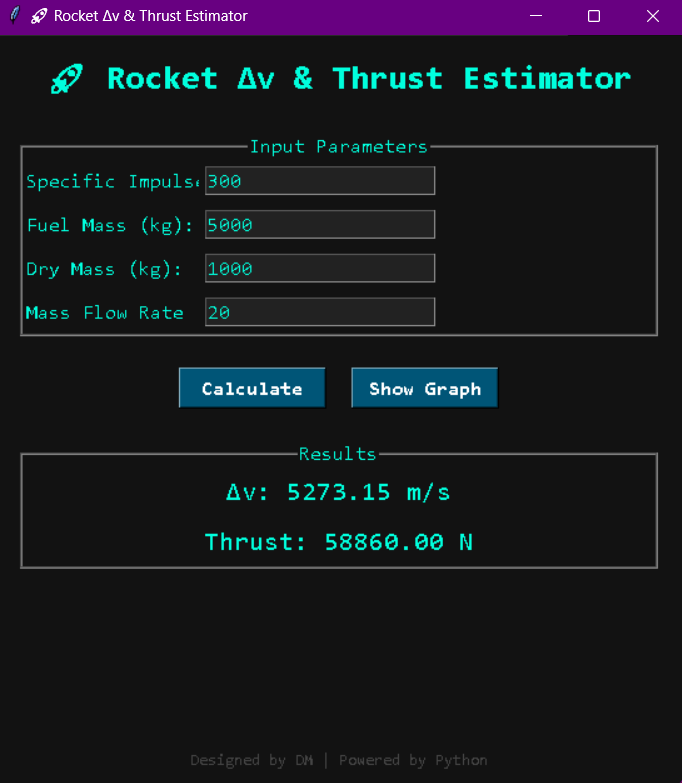 Rocket Δv & Thrust Estimator
Rocket Δv & Thrust Estimator
Input Parameters
Specific Impuls 300
Fuel Mass (kg): 5000
Dry Mass (kg): 1000
Mass Flow Rate 20
Calculate Show Graph
Results
Δv: 5273.15 m/s
Thrust: 58860.00 N
Designed by DM | Powered by Python